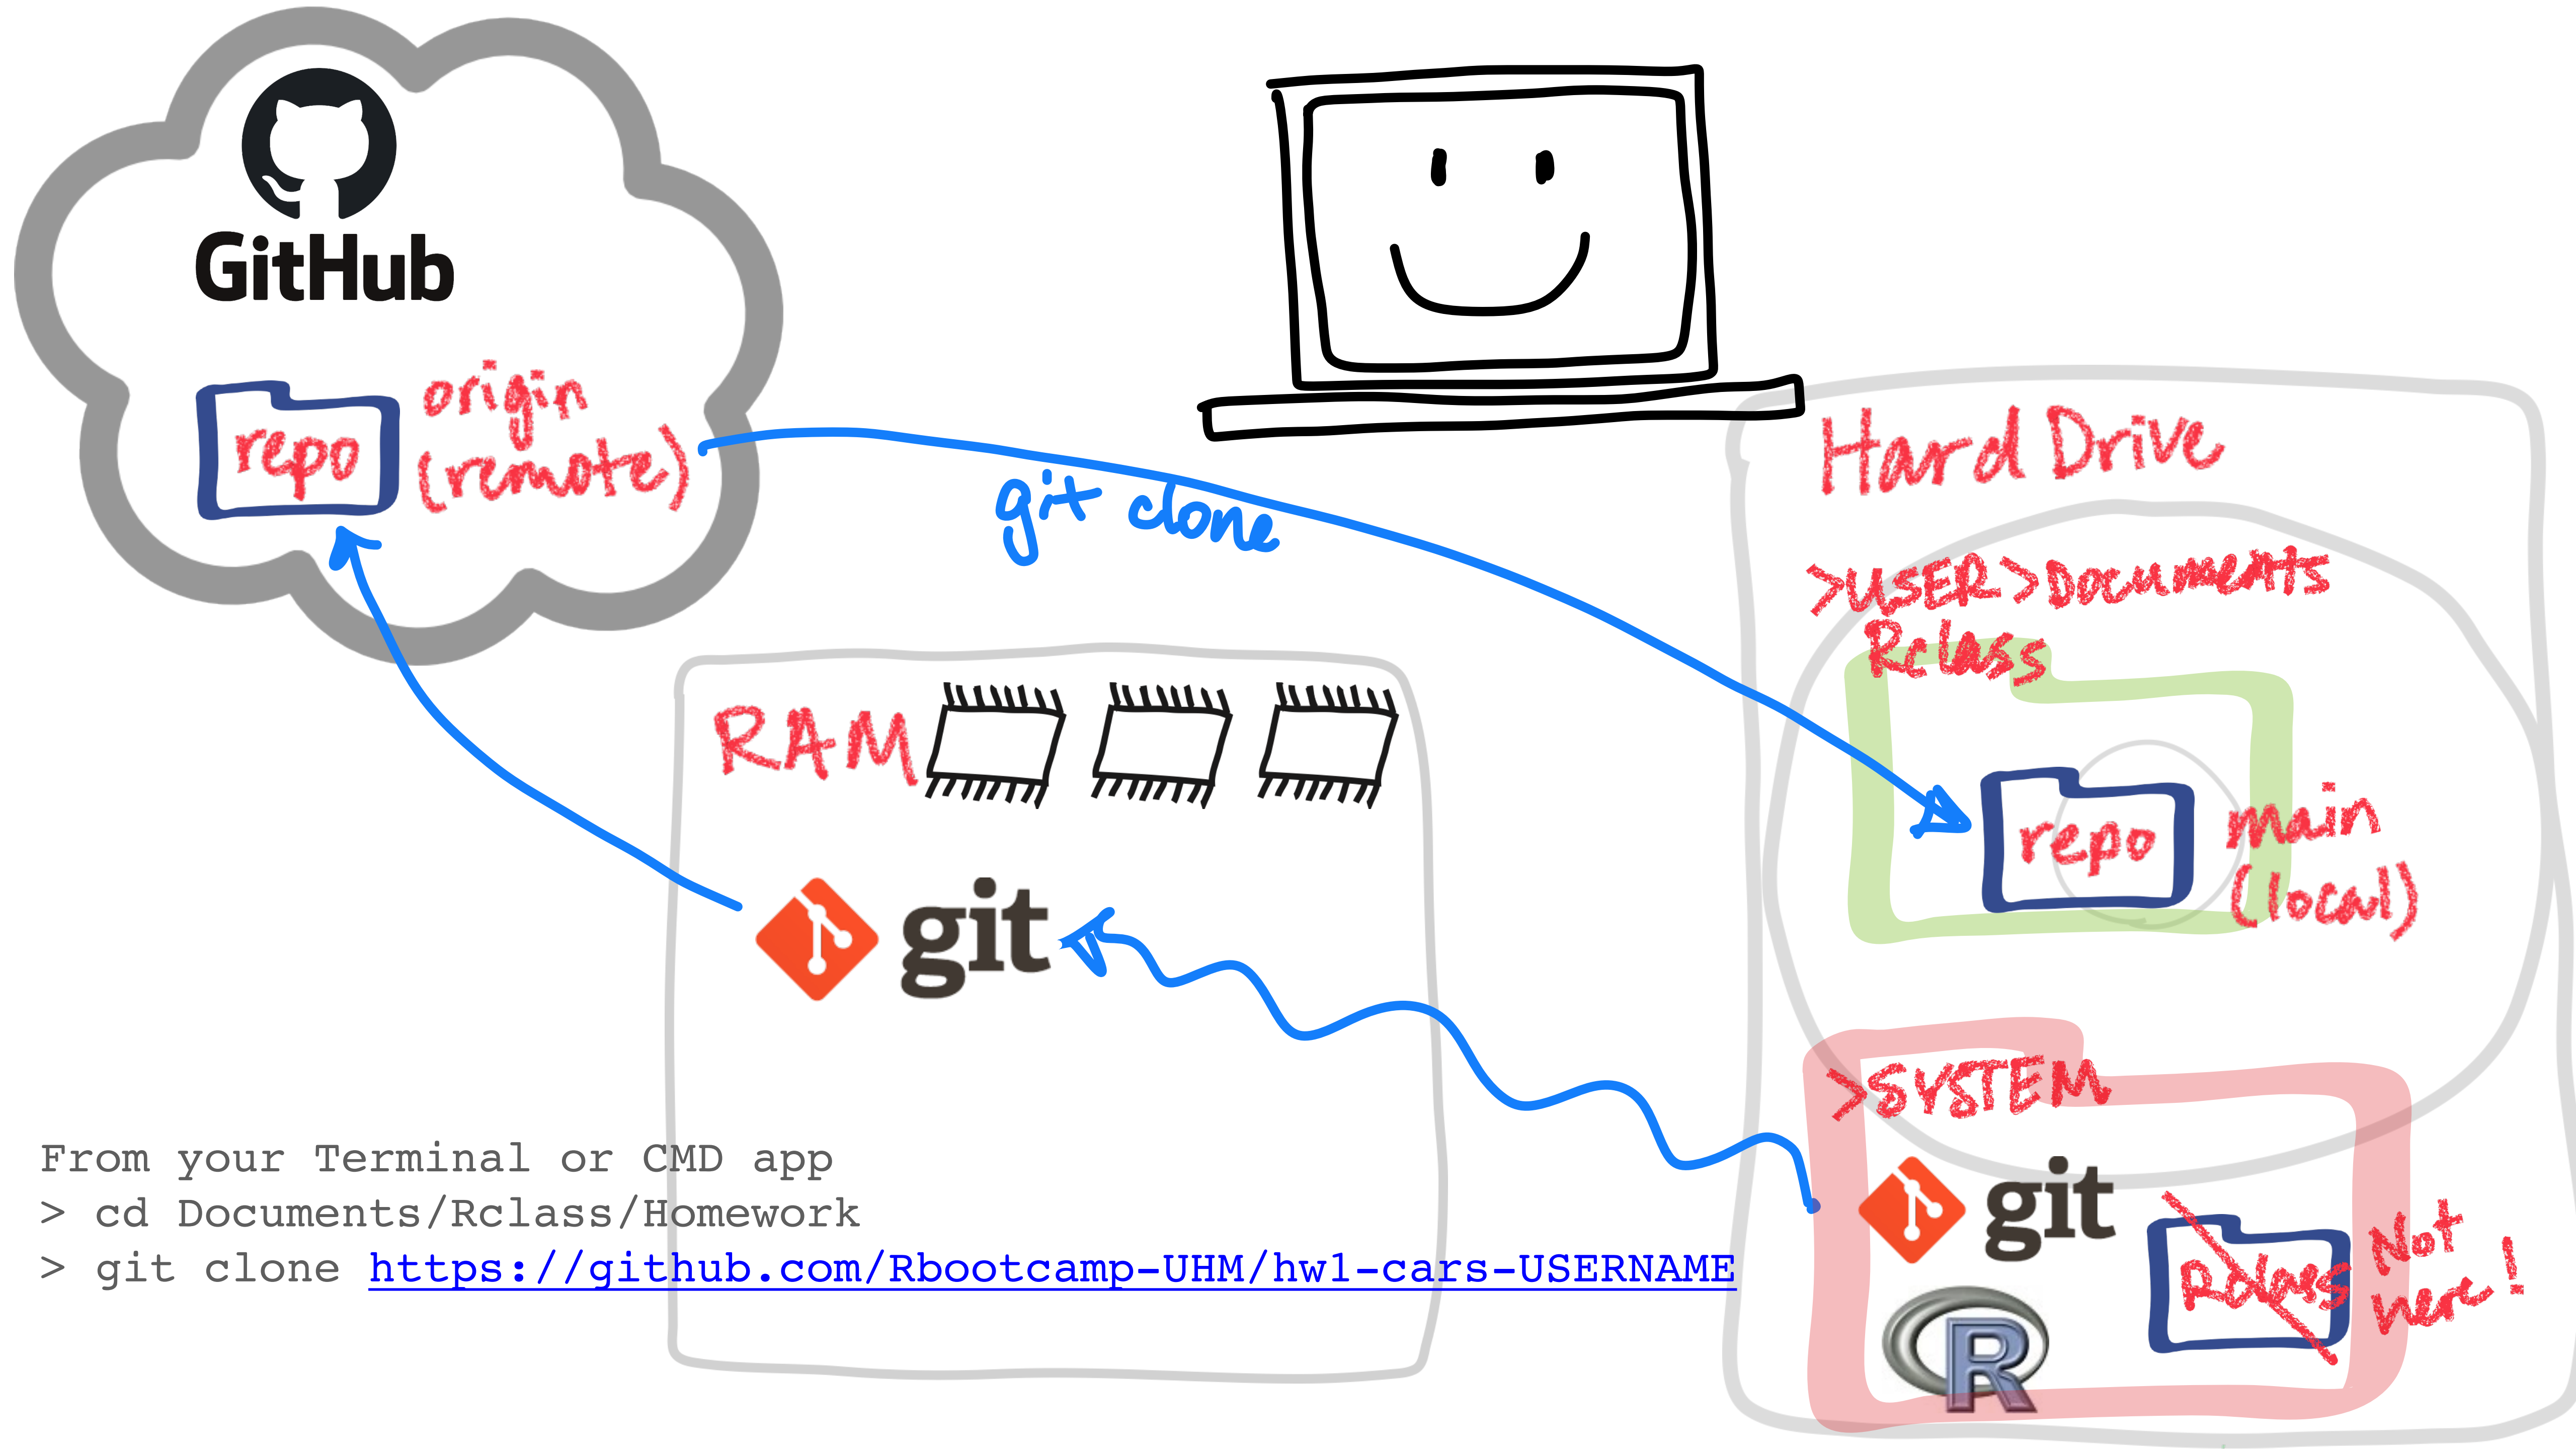 GitHub
repo
origin
(remote)
git clone
Hard Drive
>USER>Documents
Rclass
repo
main
(local)
RAM
git
>SYSTEM
git
Rclass
Not
here!
R
From your Terminal or CMD app
> cd Documents/Rclass/Homework
> git clone https://github.com/Rbootcamp-UHM/hw1-cars-USERNAME